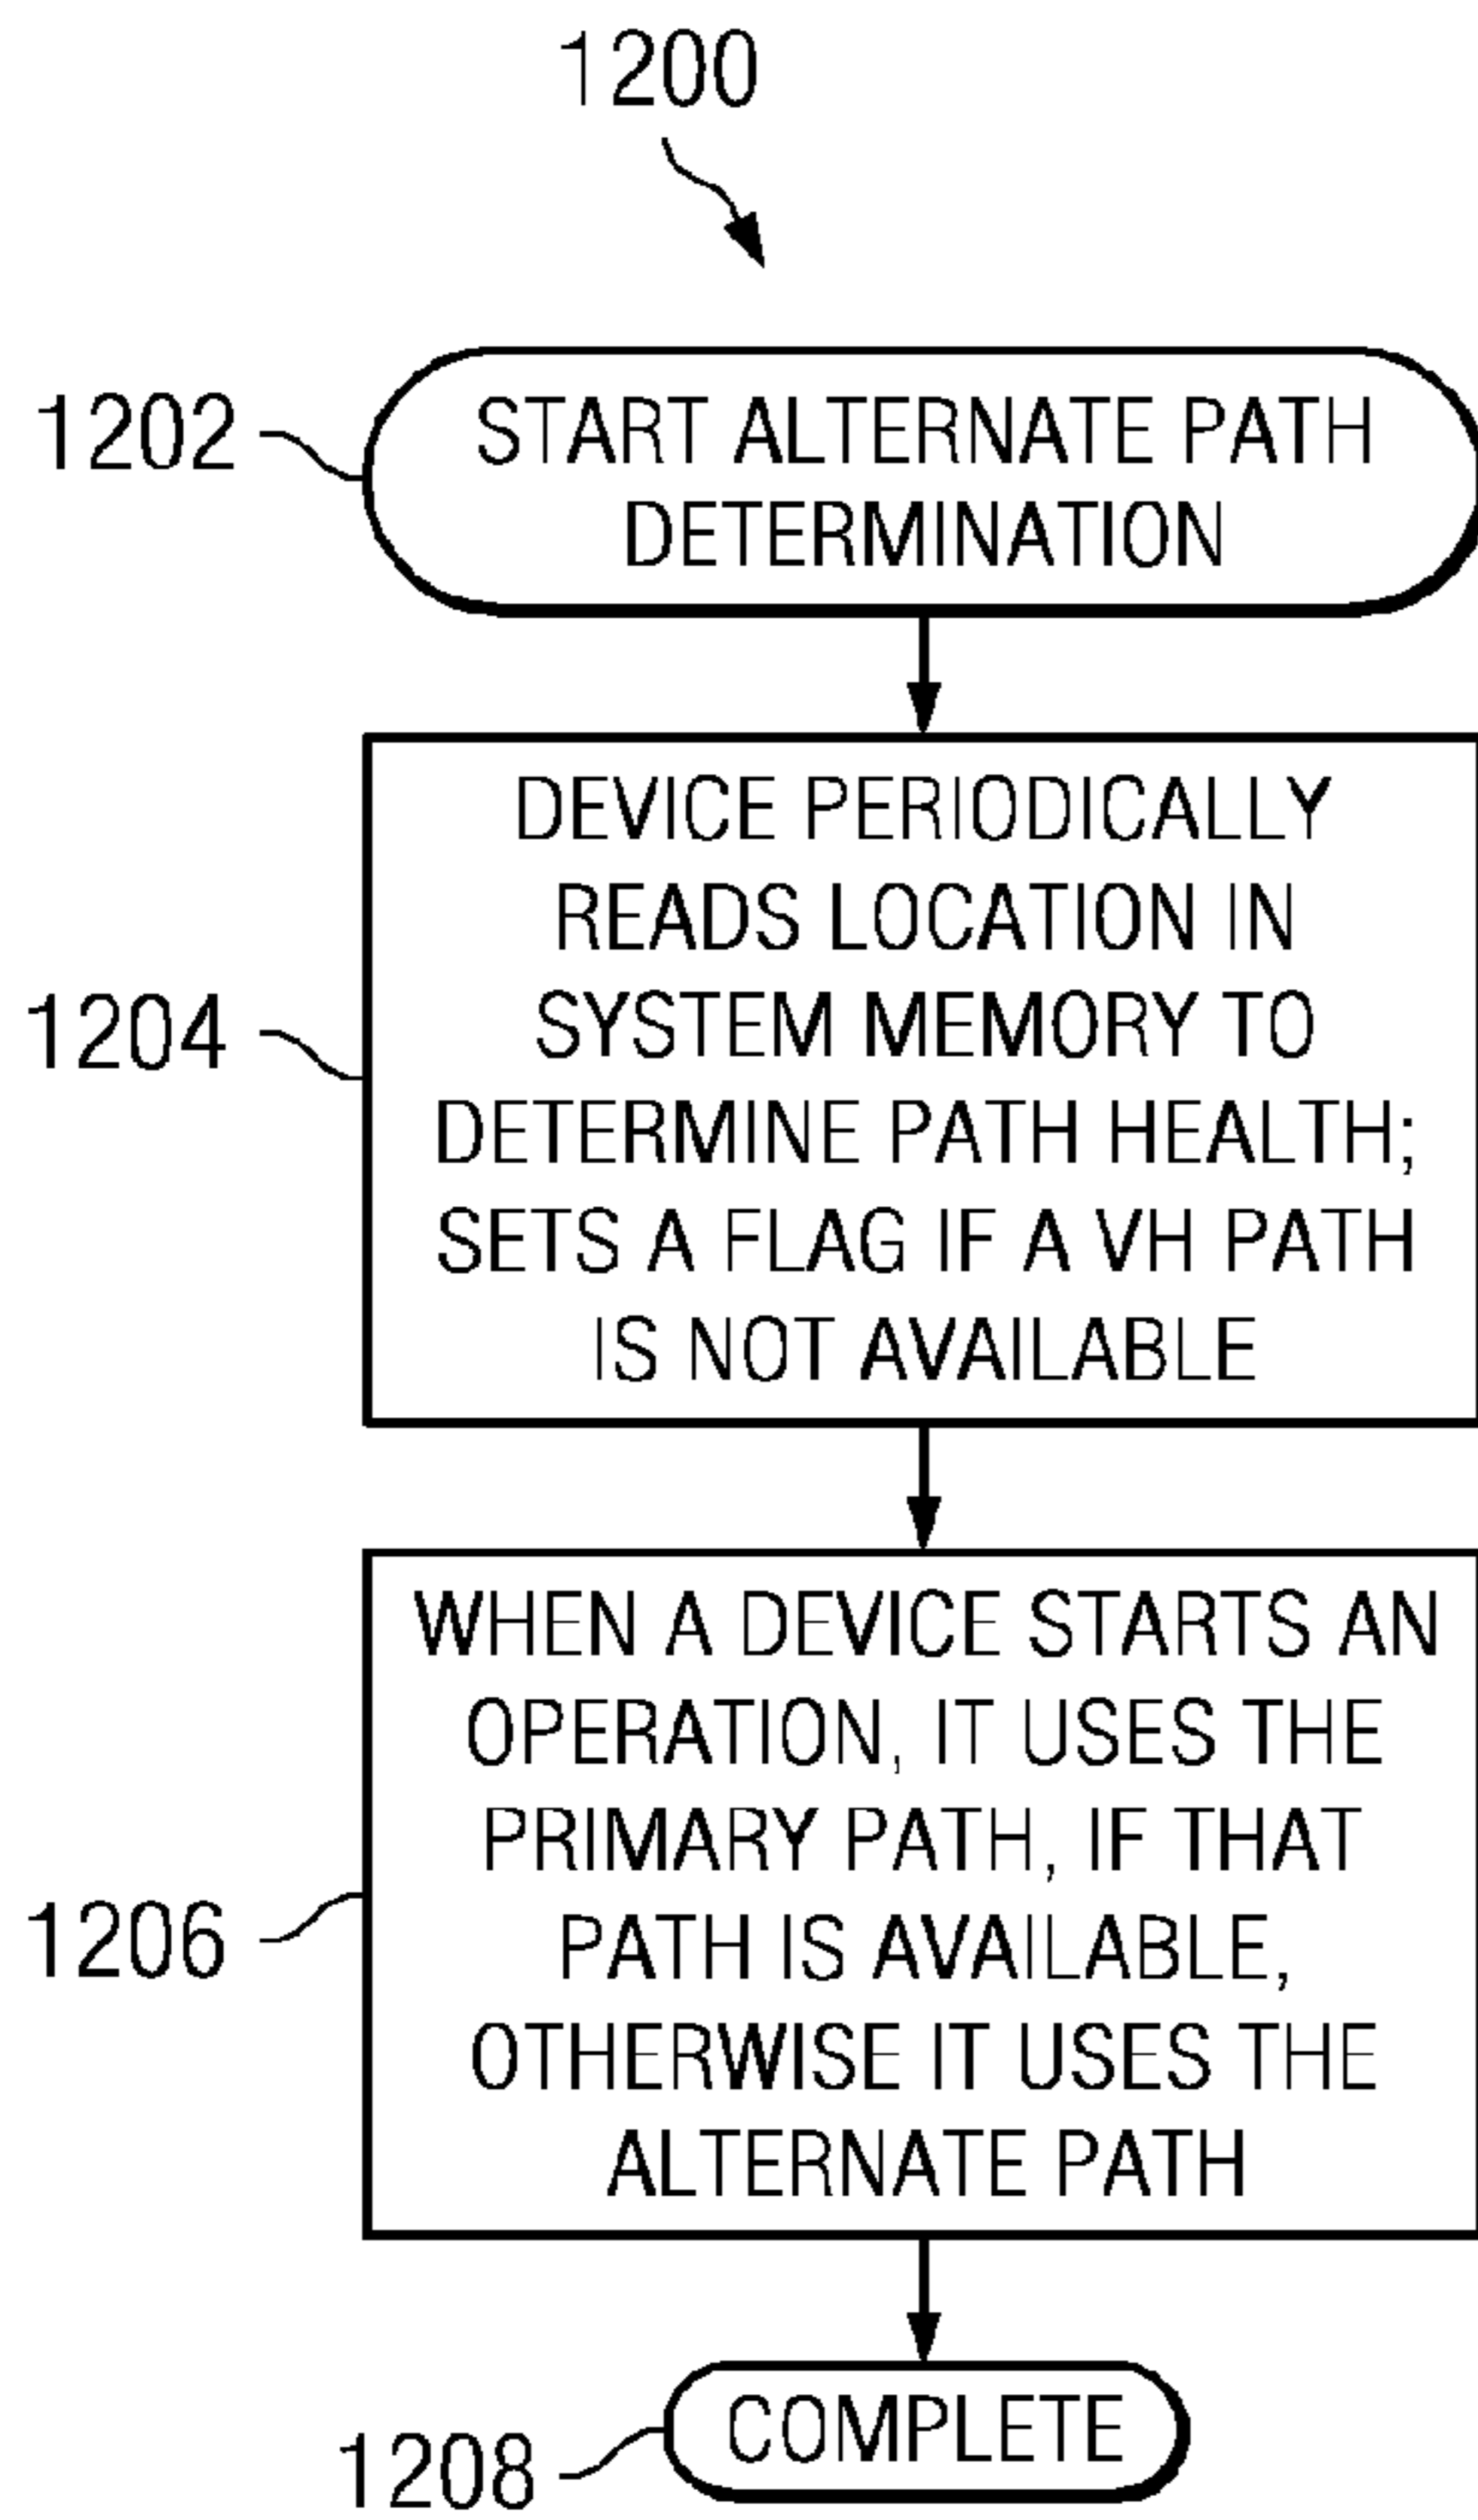 1200
1202
START ALTERNATE PATH
DETERMINATION
1204
DEVICE PERIODICALLY
READS LOCATION IN
SYSTEM MEMORY TO
DETERMINE PATH HEALTH;
SETS A FLAG IF A VH PATH
IS NOT AVAILABLE
1206
WHEN A DEVICE STARTS AN
OPERATION, IT USES THE
PRIMARY PATH, IF THAT
PATH IS AVAILABLE,
OTHERWISE IT USES THE
ALTERNATE PATH
1208
COMPLETE